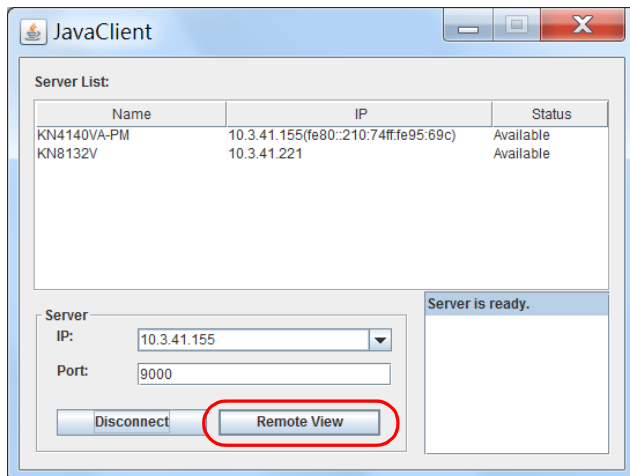 JavaClient
Server List:
Name IP Status
KN4140VA-PM 10.3.41.155(fe80::210:74ff:fe95:69c) Available
KN8132V 10.3.41.221 Available
Server
IP: 10.3.41.155
Port: 9000
Disconnect Remote View
Server is ready.